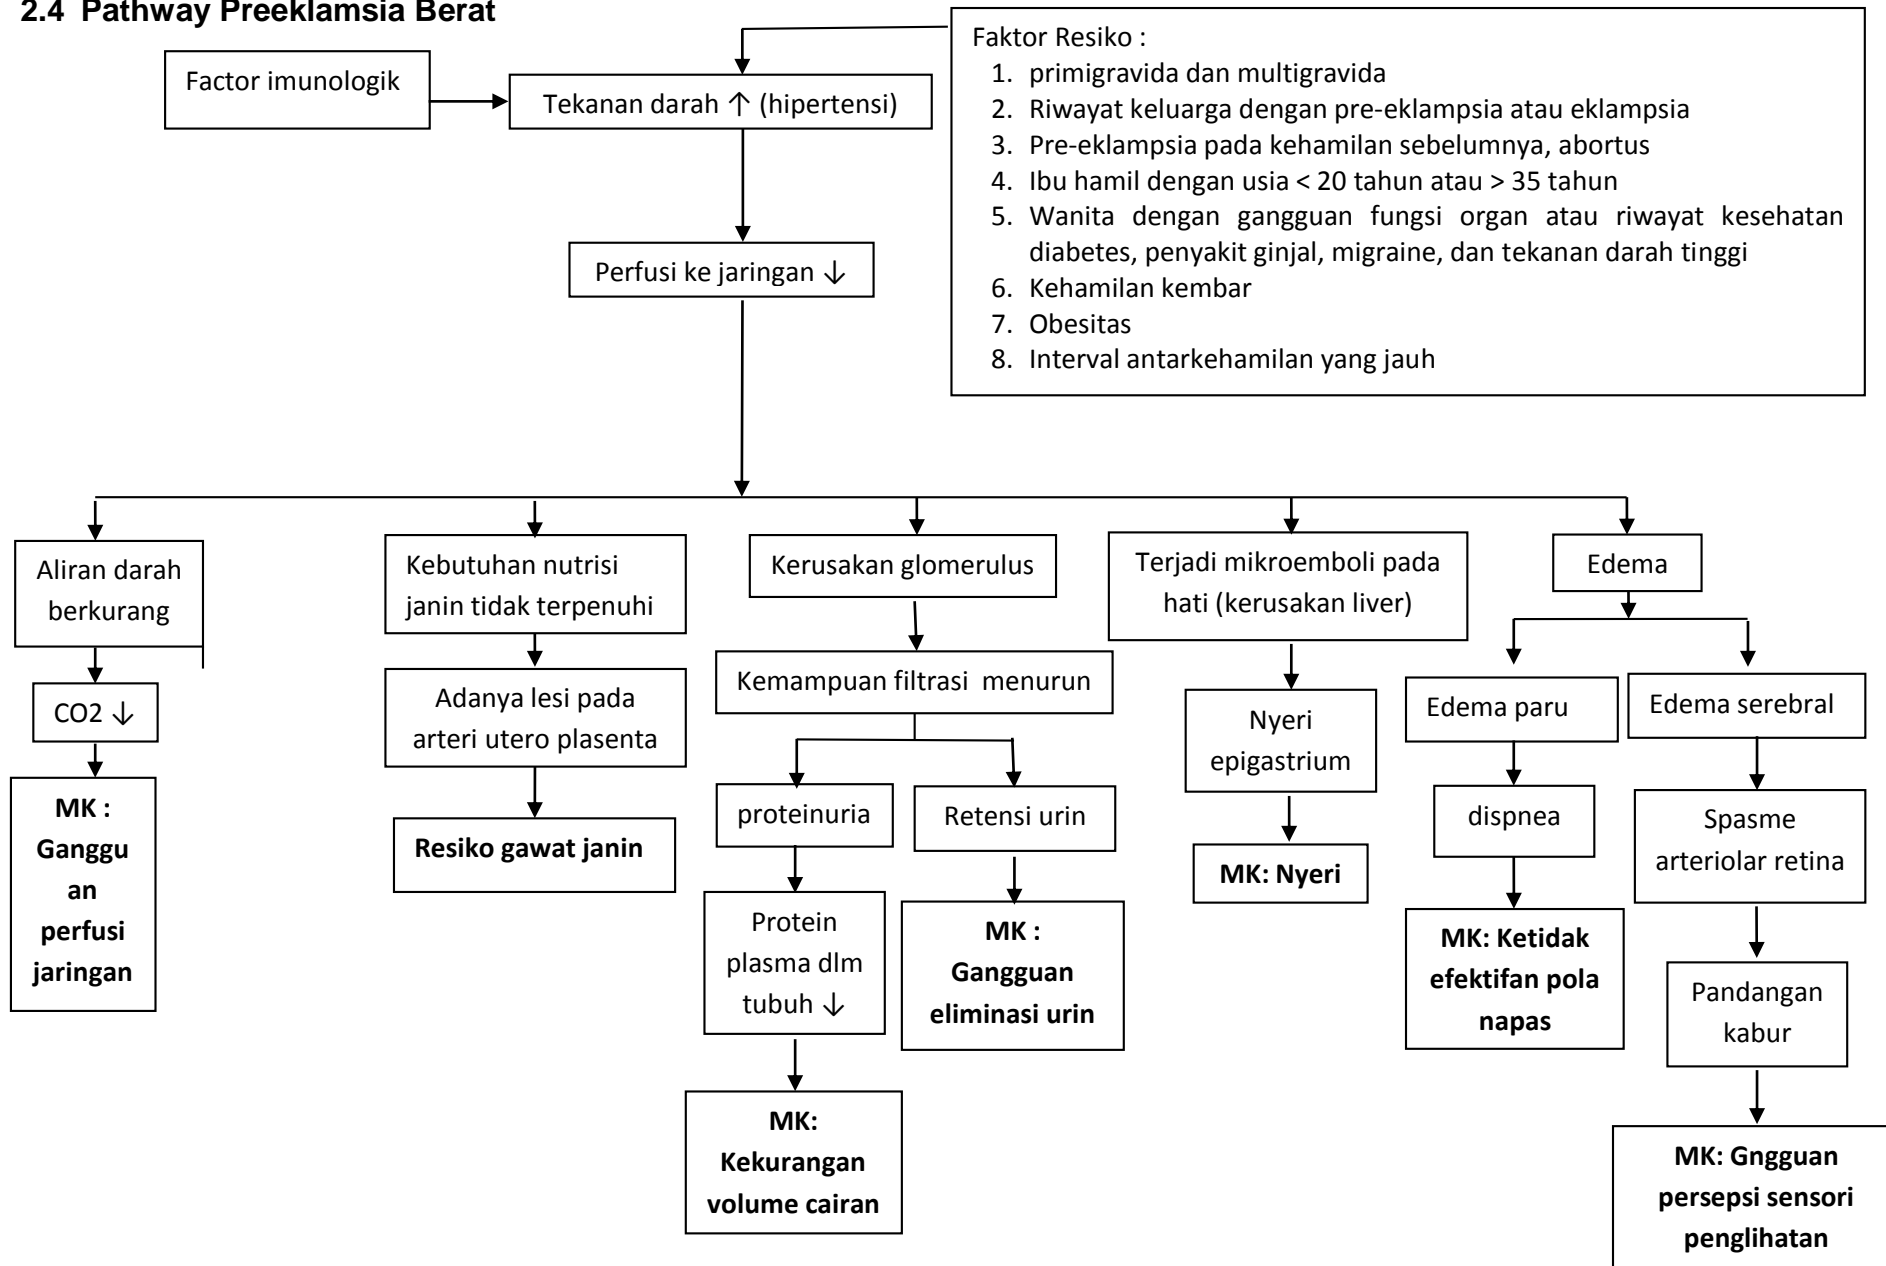 2.4 Pathway Preeklamsia Berat
Factor imunologik
Tekanan darah ↑ (hipertensi)
Perfusi ke jaringan ↓
Faktor Resiko :
1. primigravida dan multigravida
2. Riwayat keluarga dengan pre-eklampsia atau eklampsia
3. Pre-eklampsia pada kehamilan sebelumnya, abortus
4. Ibu hamil dengan usia < 20 tahun atau > 35 tahun
5. Wanita dengan gangguan fungsi organ atau riwayat kesehatan
diabetes, penyakit ginjal, migraine, dan tekanan darah tinggi
6. Kehamilan kembar
7. Obesitas
8. Interval antarkehamilan yang jauh
Aliran darah
berkurang
CO2 ↓
MK :
Ganggu
an
perfusi
jaringan
Kebutuhan nutrisi
janin tidak terpenuhi
Adanya lesi pada
arteri utero plasenta
Resiko gawat janin
Kerusakan glomerulus
Kemampuan filtrasi menurun
proteinuria
Protein
plasma dlm
tubuh ↓
MK:
Kekurangan
volume cairan
Retensi urin
MK :
Gangguan
eliminasi urin
Terjadi mikroemboli pada
hati (kerusakan liver)
Nyeri
epigastrium
MK: Nyeri
Edema
Edema paru
dispnea
MK: Ketidak
efektifan pola
napas
Edema serebral
Spasme
arteriolar retina
Pandangan
kabur
MK: Gngguan
persepsi sensori
penglihatan